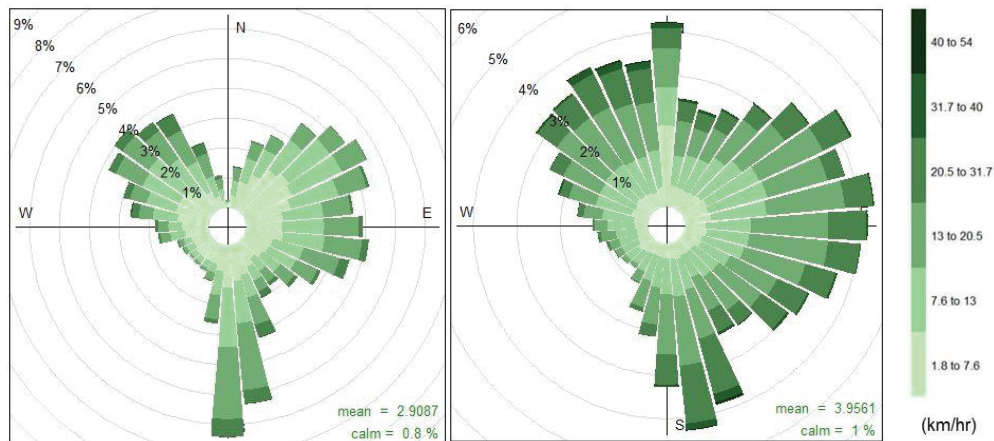 9%
8%
7%
6%
5%
4%
3%
2%
1%
N
W
E
mean = 2.9087
calm = 0.8 %
6%
5%
4%
3%
2%
1%
W
S
mean = 3.9561
calm = 1 %
40 to 54
31.7 to 40
20.5 to 31.7
13 to 20.5
7.6 to 13
1.8 to 7.6
(km/hr)